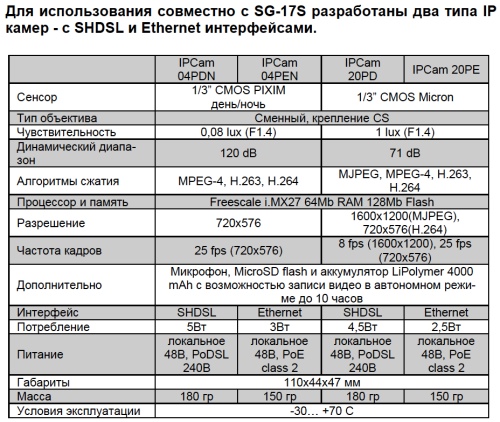 Для использования совместно с SG-17S разработаны два типа IP
камер - с SHDSL и Ethernet интерфейсами.
IPCam 04PDN IPCam 04PEN IPCam 20PD IPCam 20PE
Сенсор 1/3” CMOS PIXIM день/ночь 1/3” CMOS Micron
Тип объектива Сменный, крепление CS
Чувствительность 0,08 lux (F1.4) 1 lux (F1.4)
Динамический диапа-
зон 120 dB 71 dB
Алгоритмы сжатия MPEG-4, H.263, H.264 MJPEG, MPEG-4, H.263,
H.264
Процессор и память Freescale i.MX27 64Mb RAM 128Mb Flash
Разрешение 720x576 1600x1200(MJPEG),
720x576(H.264)
Частота кадров 25 fps (720x576) 8 fps (1600x1200), 25 fps
(720x576)
Дополнительно Микрофон, MicroSD flash и аккумулятор LiPolymer 4000
mAh с возможностью записи видео в автономном режи-
ме до 10 часов
Интерфейс SHDSL Ethernet SHDSL Ethernet
Потребление 5Вт 3Вт 4,5Вт 2,5Вт
Питание локальное 48В, PoDSL 240В локальное 48В, PoE class 2 локальное 48В, PoDSL 240В локальное 48В, PoE class 2
Габариты 110x44x47 мм
Масса 180 гр 150 гр 180 гр 150 гр
Условия эксплуатации -30… +70 С